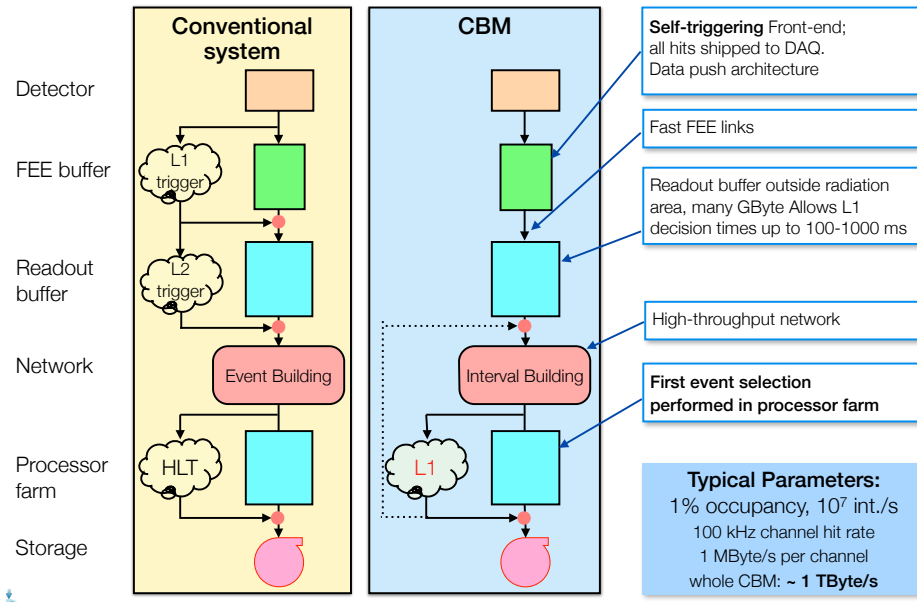 Conventional
system
CBM
Self-triggering Front-end;
all hits shipped to DAQ.
Data push architecture
Detector
Fast FEE links
FEE buffer
L1
trigger
Readout buffer outside radiation
area, many GByte Allows L1
decision times up to 100-1000 ms
Readout
buffer
L2
trigger
High-throughput network
Network
Event Building
Interval Building
First event selection
performed in processor farm
Processor
farm
HLT
L1
Storage
Typical Parameters:
1% occupancy, 10⁷ int./s
100 kHz channel hit rate
1 MByte/s per channel
whole CBM: ~ 1 TByte/s